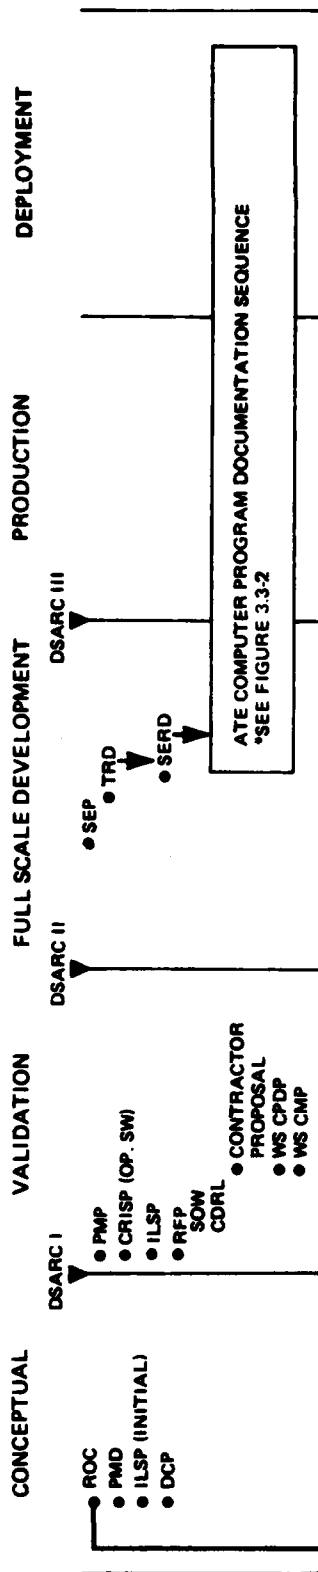 CONCEPTUAL
VALIDATION
FULL SCALE DEVELOPMENT
PRODUCTION
DEPLOYMENT
DSARC I
DSARC II
DSARC III
● ROC
● PMD
● ILSP (INITIAL)
● DCP
● PMP
● CRISP (OP. SW)
● ILSP
● RFP
SOW
CDRL
● CONTRACTOR
PROPOSAL
● WS CPDP
● WS CMP
● SEP
● TRD
● SERD
ATE COMPUTER PROGRAM DOCUMENTATION SEQUENCE
*SEE FIGURE 3.3-2